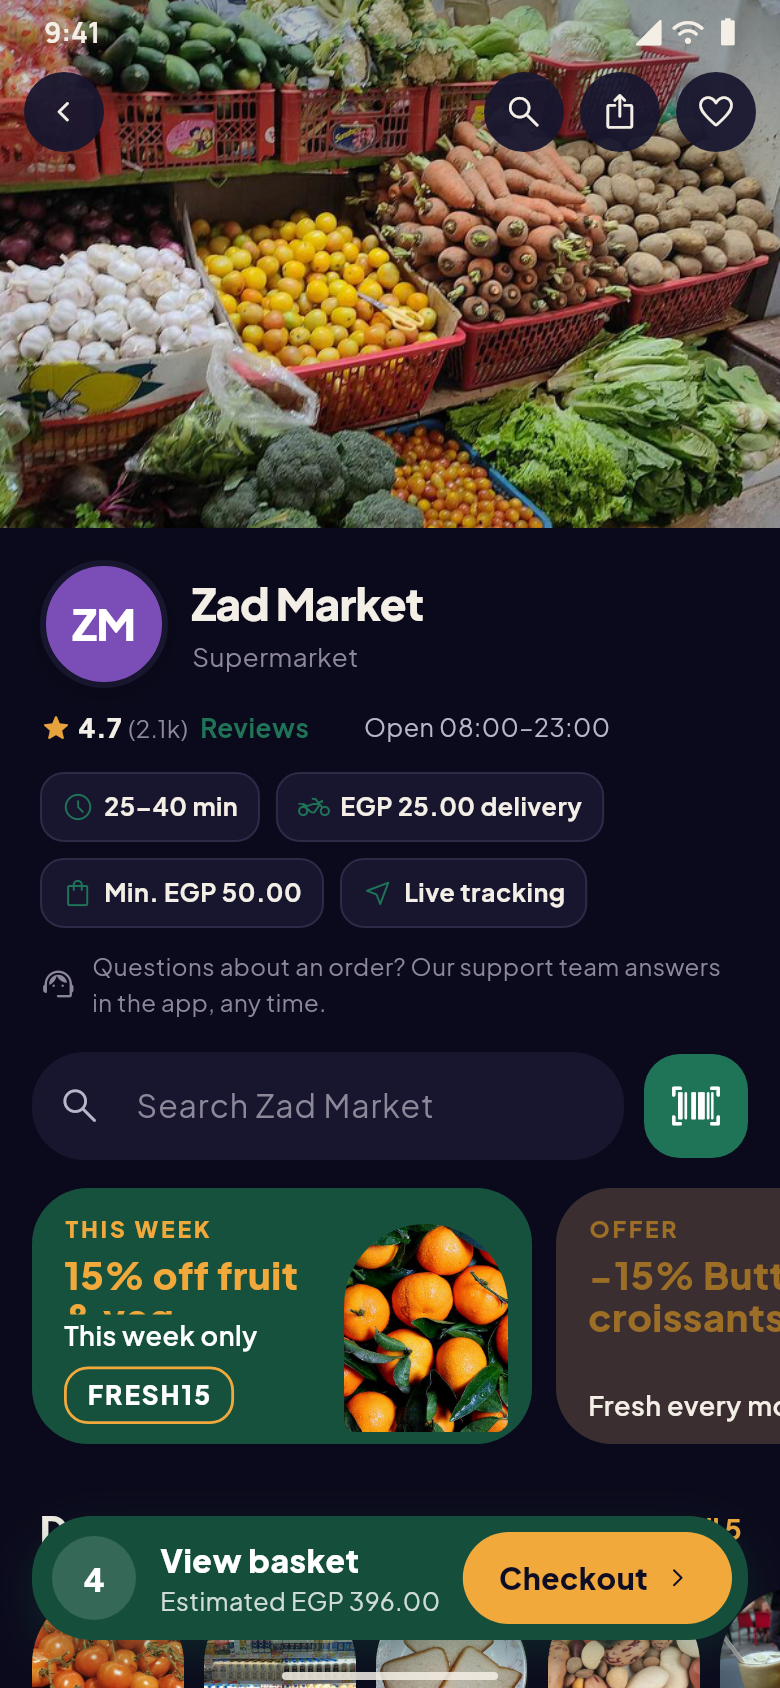 9:41
ZM
Zad Market
Supermarket
4.7 (2.1k) Reviews
Open 08:00–23:00
25–40 min
EGP 25.00 delivery
Min. EGP 50.00
Live tracking
Questions about an order? Our support team answers
in the app, any time.
Search Zad Market
THIS WEEK
15% off fruit
This week only
FRESH15
OFFER
-15% Butt
croissants
Fresh every mo
4
View basket
Estimated EGP 396.00
Checkout